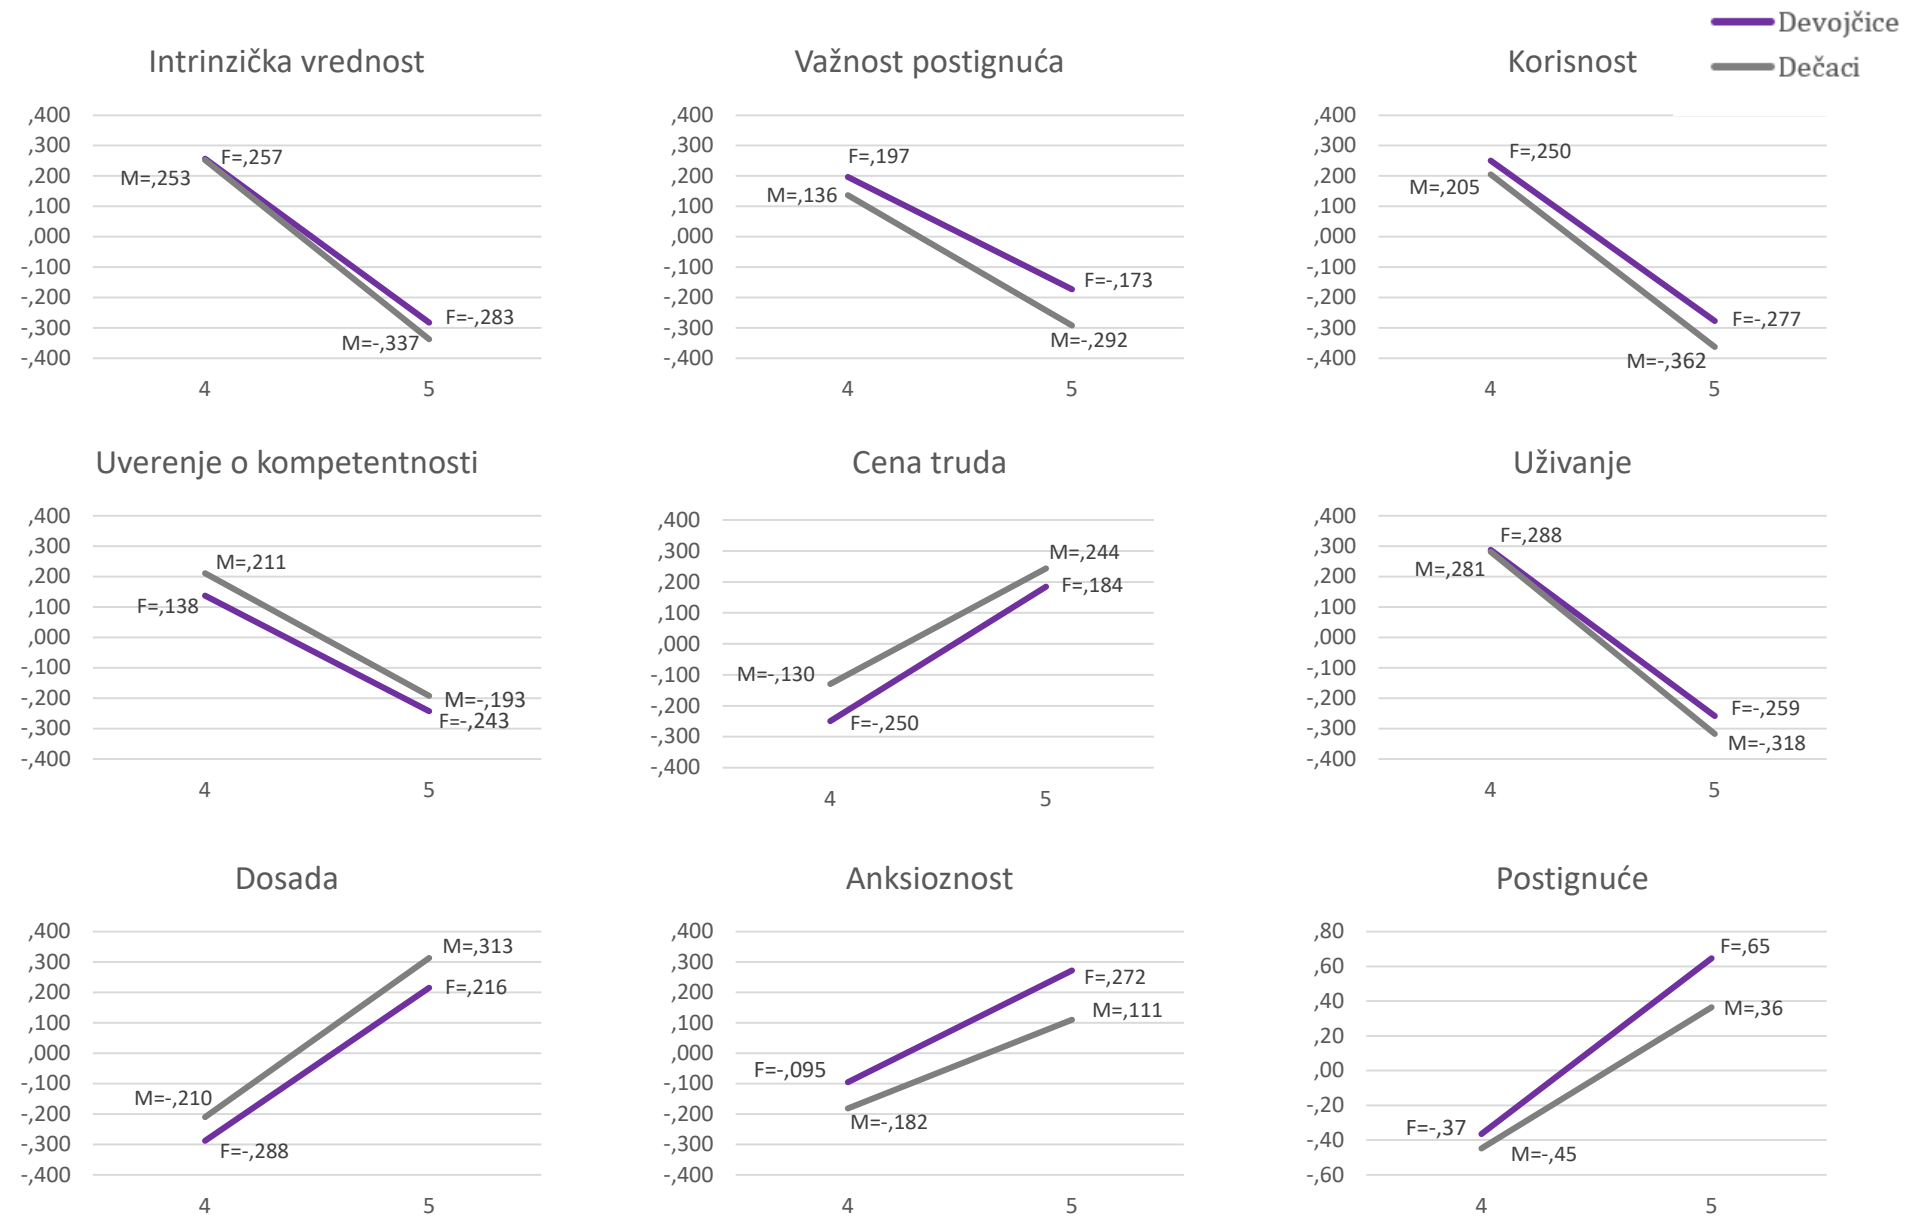 Devojčice
Dečaci
Intrinzička vrednost
,400
,300
,200
,100
,000
-,100
-,200
-,300
-,400
F=,257
M=,253
F=-,283
M=-,337
4 5
Važnost postignuća
,400
,300
,200
,100
,000
-,100
-,200
-,300
-,400
F=,197
M=,136
F=-,173
M=-,292
4 5
Korisnost
,400
,300
,200
,100
,000
-,100
-,200
-,300
-,400
F=,250
M=,205
F=-,277
M=-,362
4 5
Uverenje o kompetentnosti
,400
,300
,200
,100
,000
-,100
-,200
-,300
-,400
M=,211
F=,138
M=-,193
F=-,243
4 5
Cena truda
,400
,300
,200
,100
,000
-,100
-,200
-,300
-,400
M=,244
F=,184
M=-,130
F=-,250
4 5
Uživanje
,400
,300
,200
,100
,000
-,100
-,200
-,300
-,400
F=,288
M=,281
F=-,259
M=-,318
4 5
Dosada
,400
,300
,200
,100
,000
-,100
-,200
-,300
-,400
M=,313
F=,216
M=-,210
F=-,288
4 5
Anksioznost
,400
,300
,200
,100
,000
-,100
-,200
-,300
-,400
F=,272
M=,111
F=-,095
M=-,182
4 5
Postignuće
,80
,60
,40
,20
,00
-,20
-,40
-,60
F=,65
M=,36
F=-,37
M=-,45
4 5